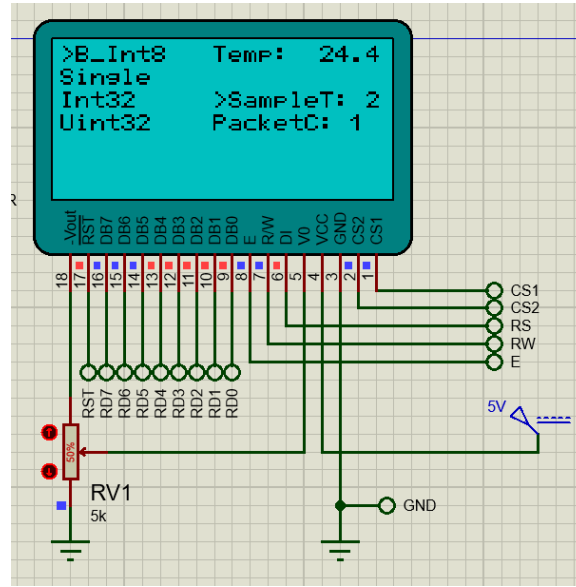 >B_Int8 Temp: 24.4
Single
Int32 >SampleT: 2
Uint32 PacketC: 1
R
-Vout
RST
DB7
DB6
DB5
DB4
DB3
DB2
DB1
DB0
E
R/W
DI
V0
VCC
GND
CS2
CS1
18
17
16
15
14
13
12
11
10
9
8
7
6
5
4
3
2
1
CS1
CS2
RS
RW
E
RST
RD7
RD6
RD5
RD4
RD3
RD2
RD1
RD0
5V
50%
RV1
5k
GND